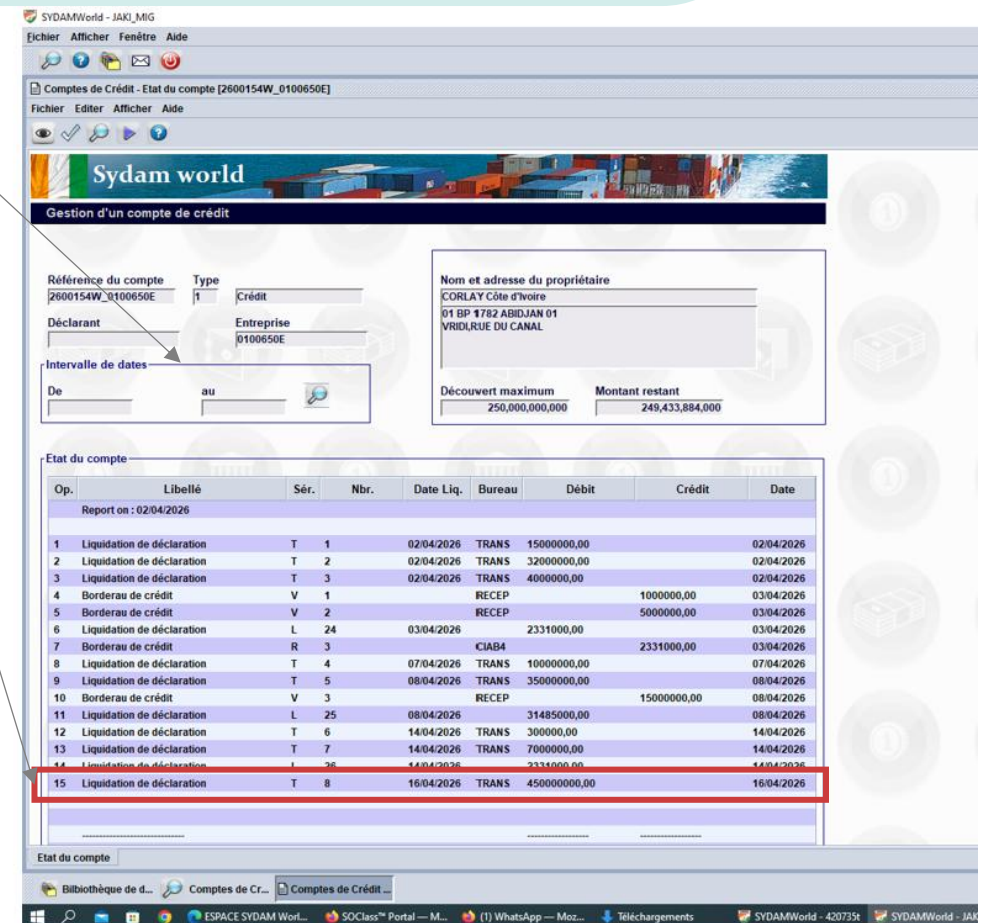 SYDAMWorld - JAKI_MIG
Fichier Afficher Fenêtre Aide
Comptes de Crédit - Etat du compte [2600154W_0100650E]
Fichier Editer Afficher Aide
Sydam world
Gestion d'un compte de crédit
Référence du compte Type
2600154W_0100650E 1 Crédit
Déclarant Entreprise
0100650E
Intervalle de dates
De au
Nom et adresse du propriétaire
CORLAY Côte d'Ivoire
01 BP 1782 ABIDJAN 01
VRIDI,RUE DU CANAL
Découvert maximum Montant restant
250,000,000,000 249,433,884,000
Etat du compte
Op. Libellé Sér. Nbr. Date Liq. Bureau Débit Crédit Date
Report on : 02/04/2026
1 Liquidation de déclaration T 1 02/04/2026 TRANS 15000000,00 02/04/2026
2 Liquidation de déclaration T 2 02/04/2026 TRANS 32000000,00 02/04/2026
3 Liquidation de déclaration T 3 02/04/2026 TRANS 4000000,00 02/04/2026
4 Borderau de crédit V 1 RECEP 1000000,00 03/04/2026
5 Borderau de crédit V 2 RECEP 5000000,00 03/04/2026
6 Liquidation de déclaration L 24 03/04/2026 2331000,00 03/04/2026
7 Borderau de crédit R 3 CIAB4 2331000,00 03/04/2026
8 Liquidation de déclaration T 4 07/04/2026 TRANS 10000000,00 07/04/2026
9 Liquidation de déclaration T 5 08/04/2026 TRANS 35000000,00 08/04/2026
10 Borderau de crédit V 3 RECEP 15000000,00 08/04/2026
11 Liquidation de déclaration L 25 08/04/2026 31485000,00 08/04/2026
12 Liquidation de déclaration T 6 14/04/2026 TRANS 300000,00 14/04/2026
13 Liquidation de déclaration T 7 14/04/2026 TRANS 7000000,00 14/04/2026
14 Liquidation de déclaration L 26 14/04/2026 2331000,00 14/04/2026
15 Liquidation de déclaration T 8 16/04/2026 TRANS 450000000,00 16/04/2026
Etat du compte
Bilbiothèque de d... Comptes de Cr... Comptes de Crédit ...
ESPACE SYDAM Worl... SOClass™ Portal — M... (1) WhatsApp — Moz... Téléchargements SYDAMWorld - 420735t SYDAMWorld - JAK